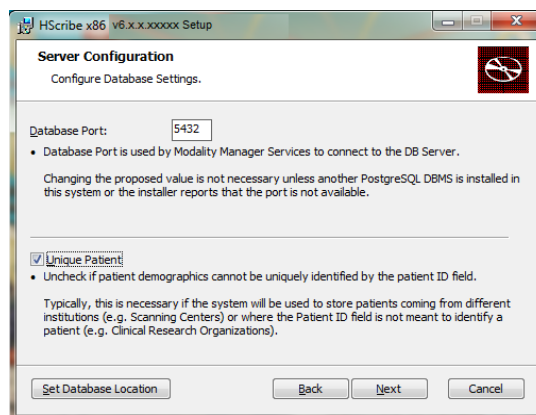 HScribe x86 v6.x.x.xxxxx Setup
Server Configuration
Configure Database Settings.
Database Port: 5432
• Database Port is used by Modality Manager Services to connect to the DB Server.
Changing the proposed value is not necessary unless another PostgreSQL DBMS is installed in
this system or the installer reports that the port is not available.
Unique Patient
• Uncheck if patient demographics cannot be uniquely identified by the patient ID field.
Typically, this is necessary if the system will be used to store patients coming from different
institutions (e.g. Scanning Centers) or where the Patient ID field is not meant to identify a
patient (e.g. Clinical Research Organizations).
Set Database Location Back Next Cancel